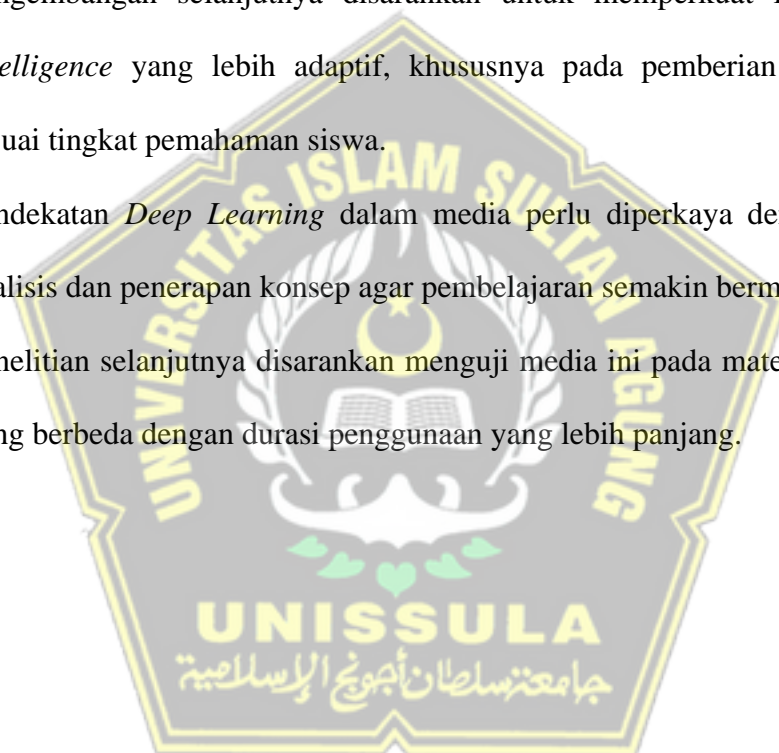 engembangan selanjutnya disarankan untuk memperkuat
elligence yang lebih adaptif, khususnya pada pemberian
uai tingkat pemahaman siswa.
ndekatan Deep Learning dalam media perlu diperkaya de
alisis dan penerapan konsep agar pembelajaran semakin berm
nelitian selanjutnya disarankan menguji media ini pada mate
ng berbeda dengan durasi penggunaan yang lebih panjang.
UNIVERSITAS ISLAM SULTAN AGUNG
UNISSULA
جامعة سلطان أجونج الإسلامية